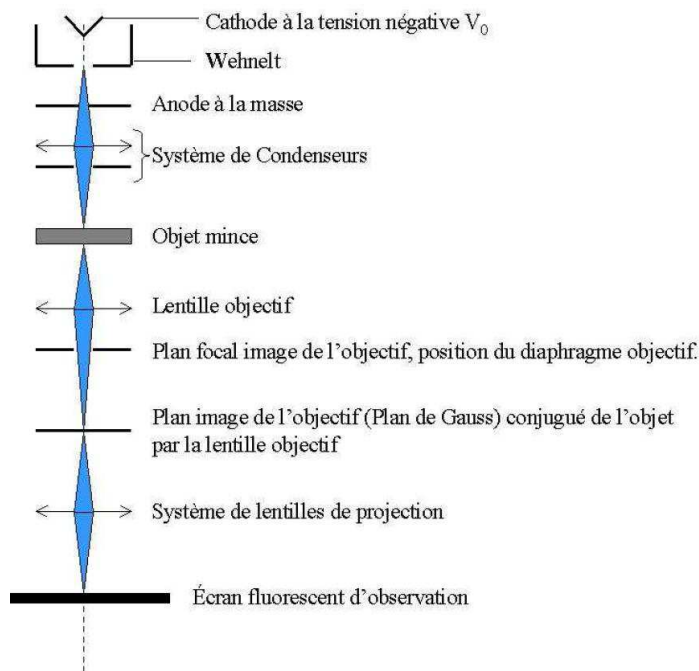 Cathode à la tension négative V₀
Wehnelt
Anode à la masse
Système de Condenseurs
Objet mince
Lentille objectif
Plan focal image de l'objectif, position du diaphragme objectif.
Plan image de l'objectif (Plan de Gauss) conjugué de l'objet
par la lentille objectif
Système de lentilles de projection
Écran fluorescent d'observation